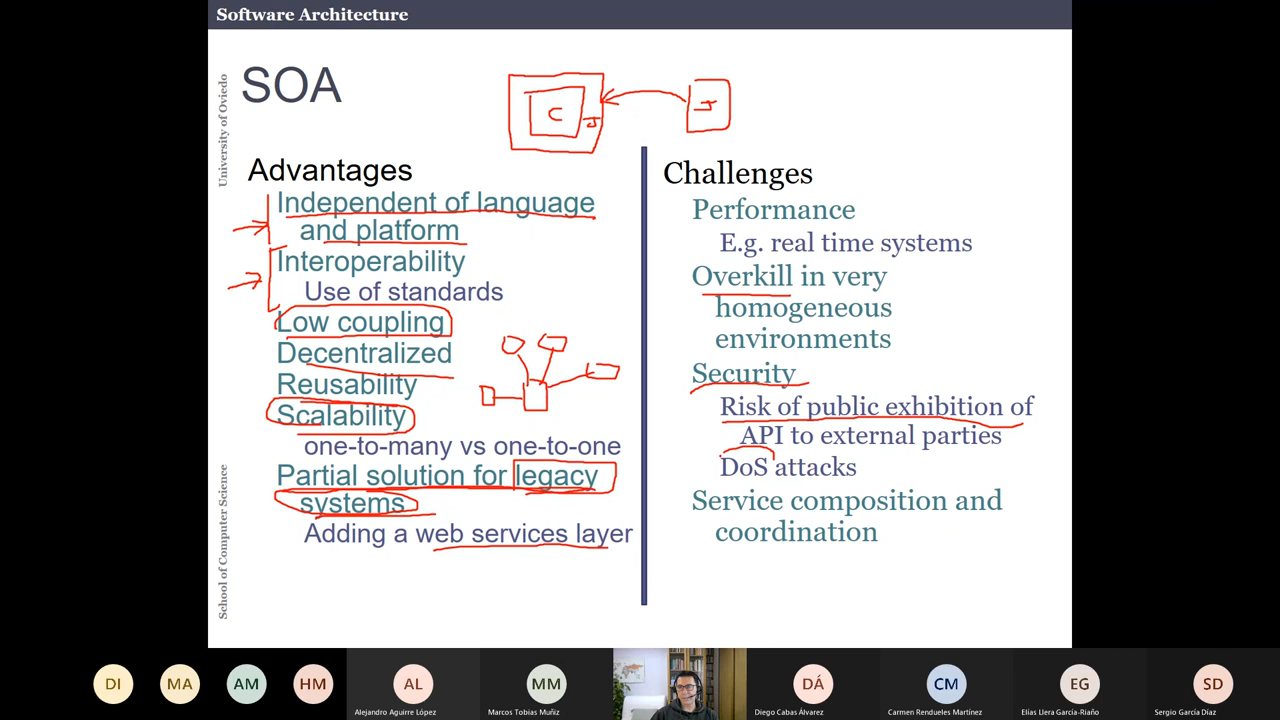 Software Architecture
University of Oviedo
School of Computer Science
SOA
C
J
J
Advantages
Independent of language
and platform
Interoperability
Use of standards
Low coupling
Decentralized
Reusability
Scalability
one-to-many vs one-to-one
Partial solution for legacy
systems
Adding a web services layer
Challenges
Performance
E.g. real time systems
Overkill in very
homogeneous
environments
Security
Risk of public exhibition of
API to external parties
DoS attacks
Service composition and
coordination
DI
MA
AM
HM
AL
MM
DÁ
CM
EG
SD
Alejandro Aguirre López
Marcos Tobias Muñiz
Diego Cabas Álvarez
Carmen Rendueles Martínez
Elías Llera García-Riaño
Sergio García Díaz